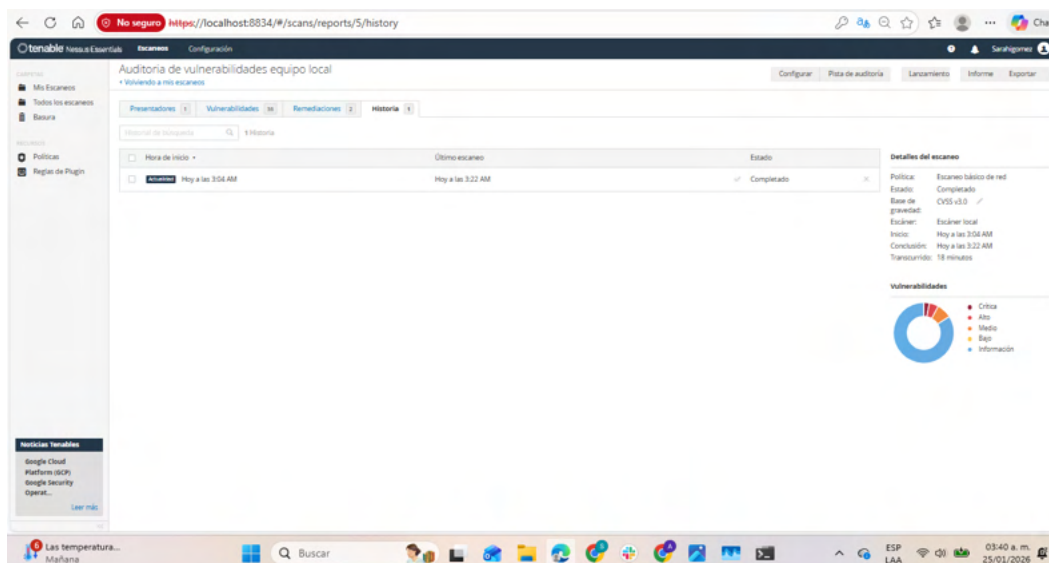 No seguro https://localhost:8834/#/scans/reports/5/history
Cha
tenable Nessus Essentials Escaneos Configuración
Sarahigomez
Auditoria de vulnerabilidades equipo local
Volviendo a mis escaneos
Configurar Pista de auditoría Lanzamiento Informe Exportar
Mis Escaneos
Todos los escaneos
Basura
Políticas
Reglas de Plugin
Presentadores 1 Vulnerabilidades Remediaciones 2 Historia 1
Historial de búsqueda 1 Historia
Hora de inicio Último escaneo Estado
Actualidad Hoy a las 3:04 AM Hoy a las 3:22 AM Completado
Detalles del escaneo
Política: Escaneo básico de red
Estado: Completado
Base de gravedad: CVSS v3.0
Escáner: Escáner local
Inicio: Hoy a las 3:04 AM
Conclusión: Hoy a las 3:22 AM
Transcurrido: 18 minutos
Vulnerabilidades
Crítica
Alto
Medio
Bajo
Información
Noticias Tenables
Google Cloud
Platform (GCP)
Google Security
Operat...
Leer más
6
Las temperatura...
Mañana
Buscar
ESP
LAA
03:40 a. m.
25/01/2026